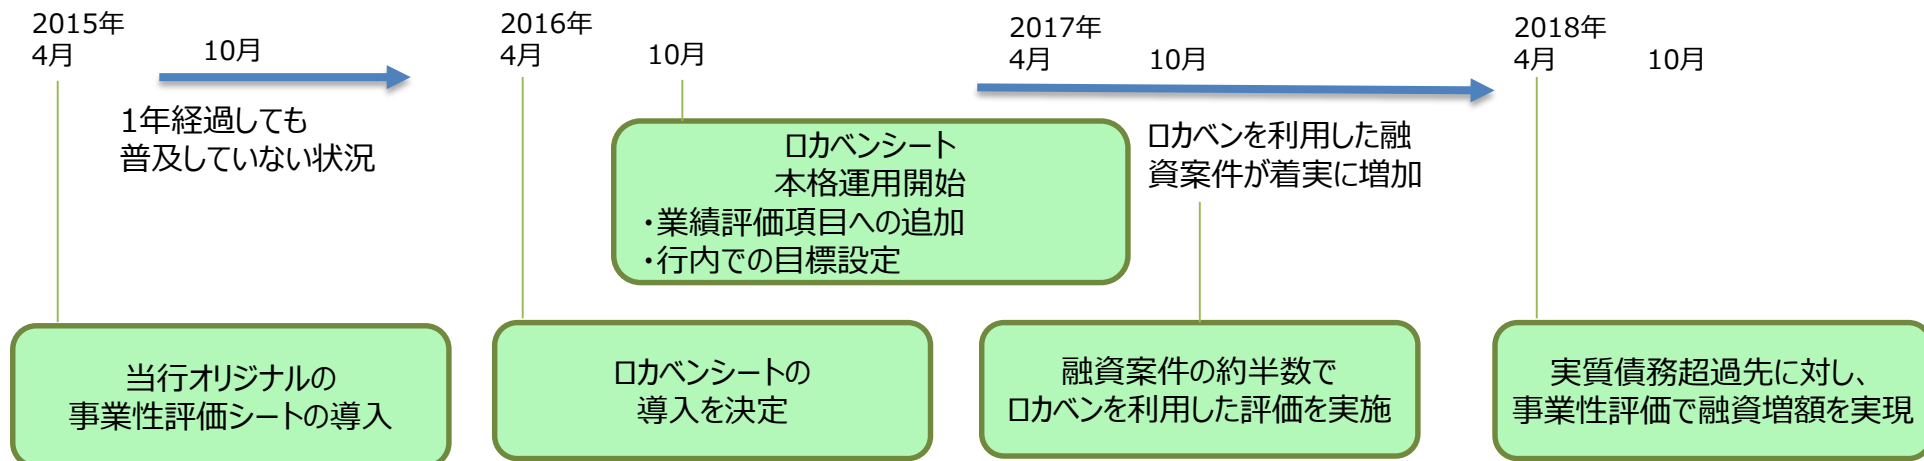 2015年
4月
10月
1年経過しても
普及していない状況
当行オリジナルの
事業性評価シートの導入
2016年
4月
10月
ロカベンシート
本格運用開始
・業績評価項目への追加
・行内での目標設定
ロカベンシートの
導入を決定
2017年
4月
10月
ロカベンを利用した融
資案件が着実に増加
融資案件の約半数で
ロカベンを利用した評価を実施
2018年
4月
10月
実質債務超過先に対し、
事業性評価で融資増額を実現